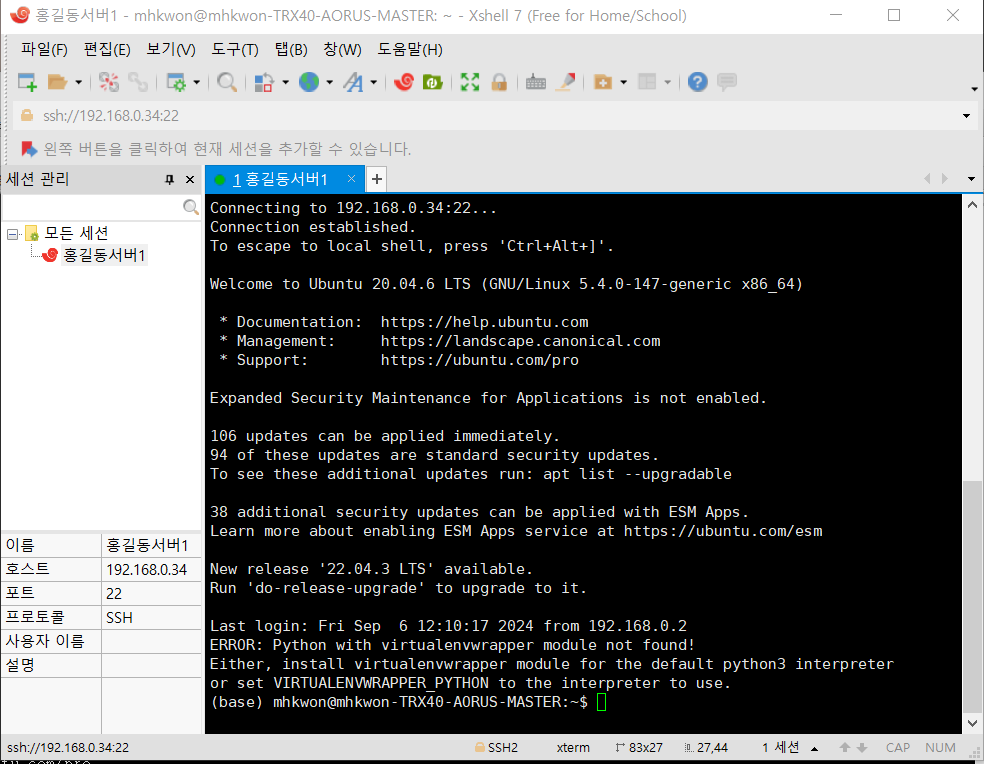 홍길동서버1 - mhkwon@mhkwon-TRX40-AORUS-MASTER: ~ - Xshell 7 (Free for Home/School)
파일(F) 편집(E) 보기(V) 도구(T) 탭(B) 창(W) 도움말(H)
ssh://192.168.0.34:22
왼쪽 버튼을 클릭하여 현재 세션을 추가할 수 있습니다.
세션 관리
모든 세션
홍길동서버1
이름 홍길동서버1
호스트 192.168.0.34
포트 22
프로토콜 SSH
사용자 이름
설명
1 홍길동서버1
Connecting to 192.168.0.34:22...
Connection established.
To escape to local shell, press 'Ctrl+Alt+]'.
Welcome to Ubuntu 20.04.6 LTS (GNU/Linux 5.4.0-147-generic x86_64)
* Documentation: https://help.ubuntu.com
* Management: https://landscape.canonical.com
* Support: https://ubuntu.com/pro
Expanded Security Maintenance for Applications is not enabled.
106 updates can be applied immediately.
94 of these updates are standard security updates.
To see these additional updates run: apt list --upgradable
38 additional security updates can be applied with ESM Apps.
Learn more about enabling ESM Apps service at https://ubuntu.com/esm
New release '22.04.3 LTS' available.
Run 'do-release-upgrade' to upgrade to it.
Last login: Fri Sep  6 12:10:17 2024 from 192.168.0.2
ERROR: Python with virtualenvwrapper module not found!
Either, install virtualenvwrapper module for the default python3 interpreter
or set VIRTUALENVWRAPPER_PYTHON to the interpreter to use.
(base) mhkwon@mhkwon-TRX40-AORUS-MASTER:~$
ssh://192.168.0.34:22 SSH2 xterm 83x27 27,44 1 세션 CAP NUM